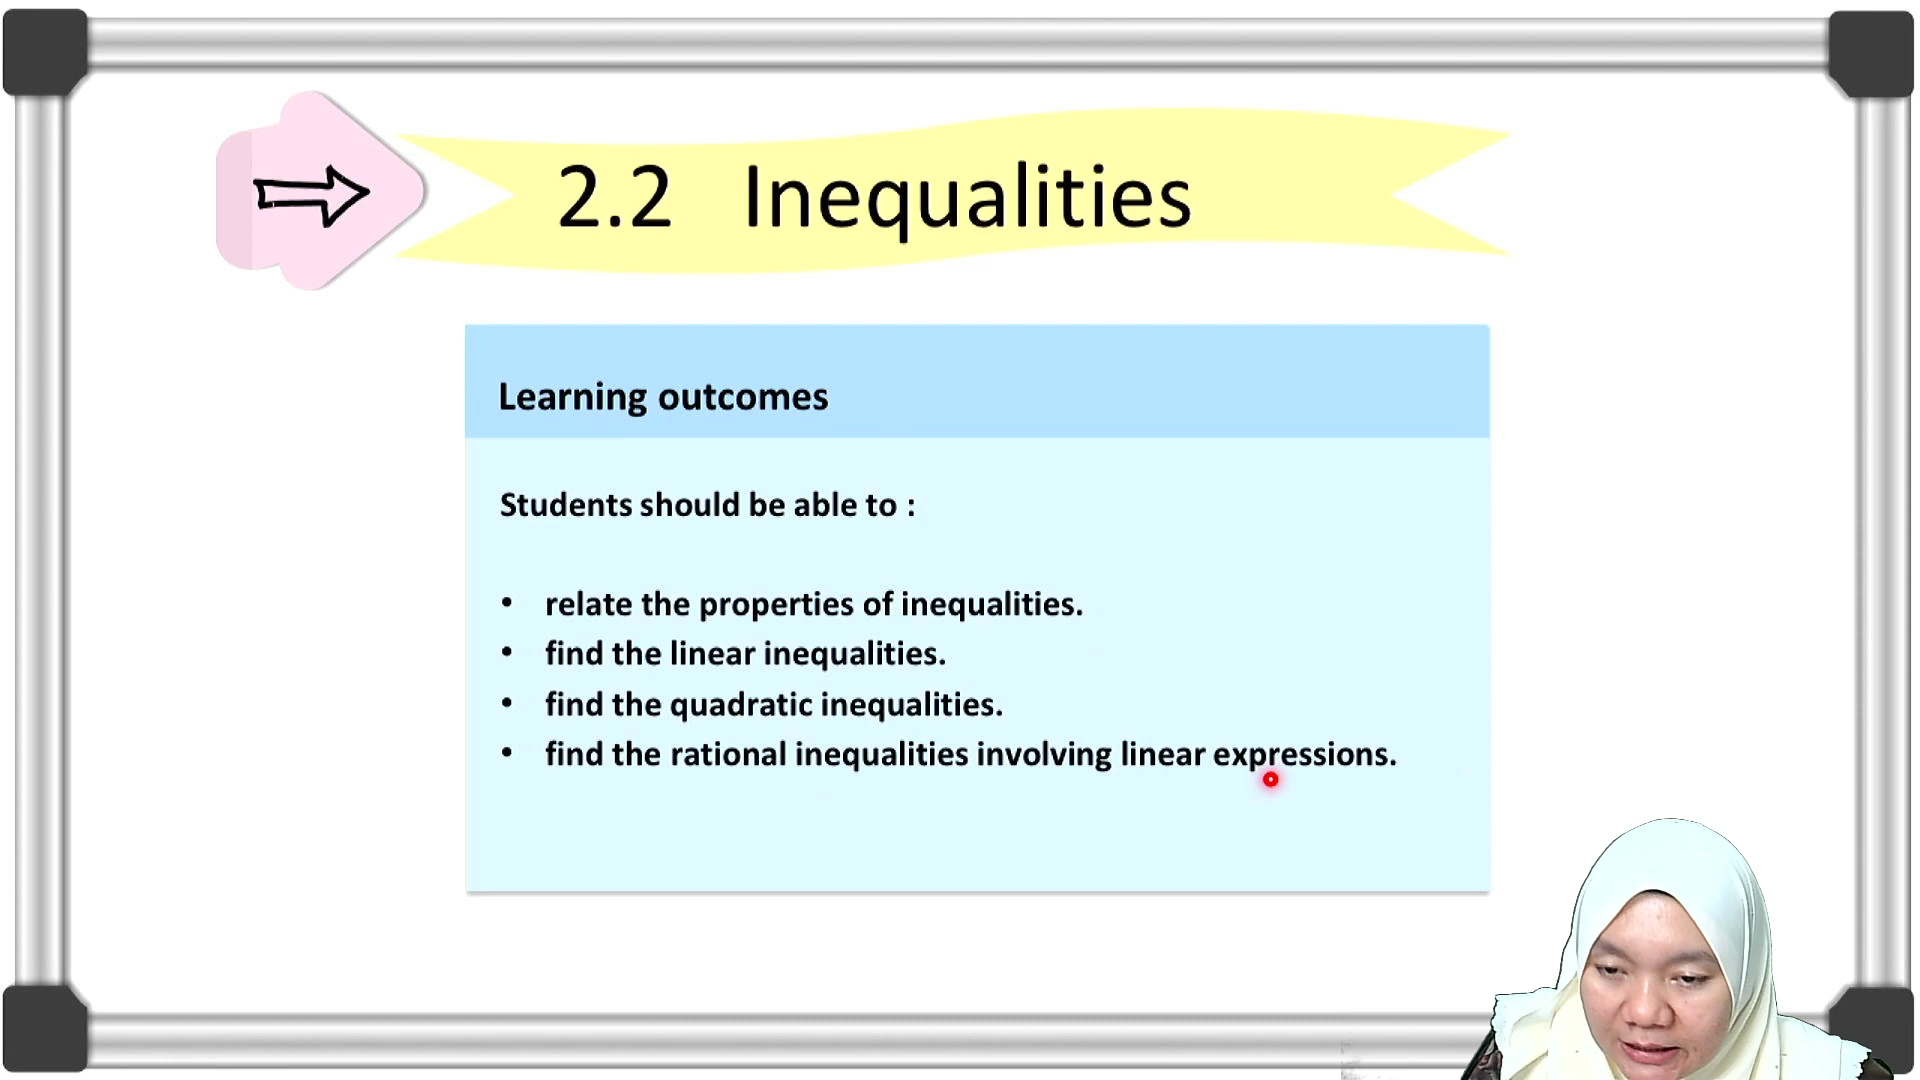 2.2 Inequalities
Learning outcomes
Students should be able to :
• relate the properties of inequalities.
• find the linear inequalities.
• find the quadratic inequalities.
• find the rational inequalities involving linear expressions.